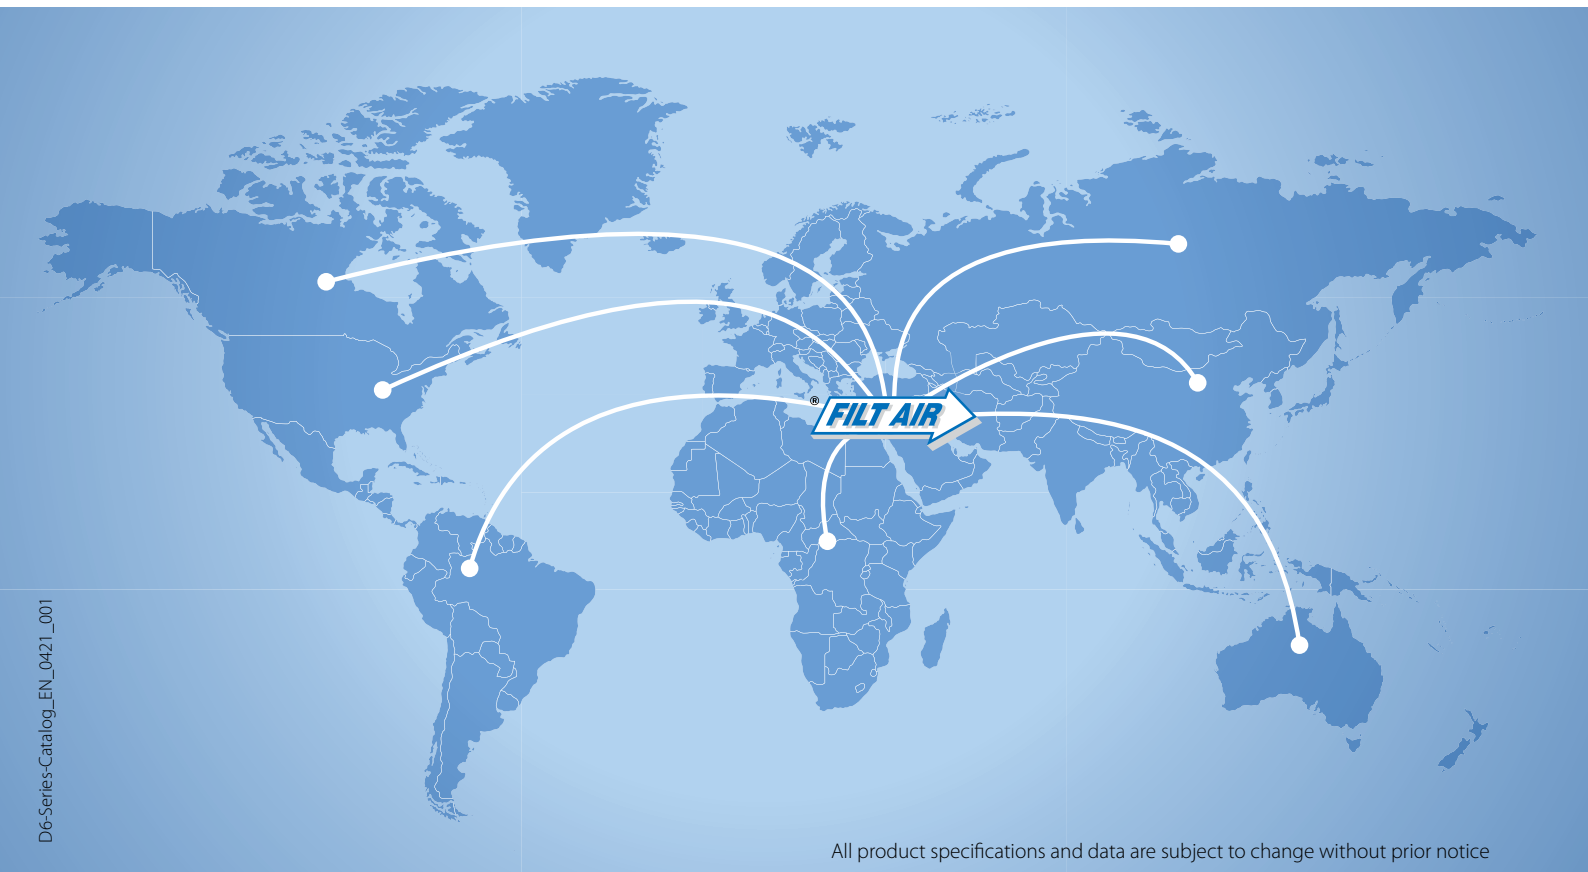 ®
FILT AIR
D6-Series-Catalog_EN_0421_001
All product specifications and data are subject to change without prior notice